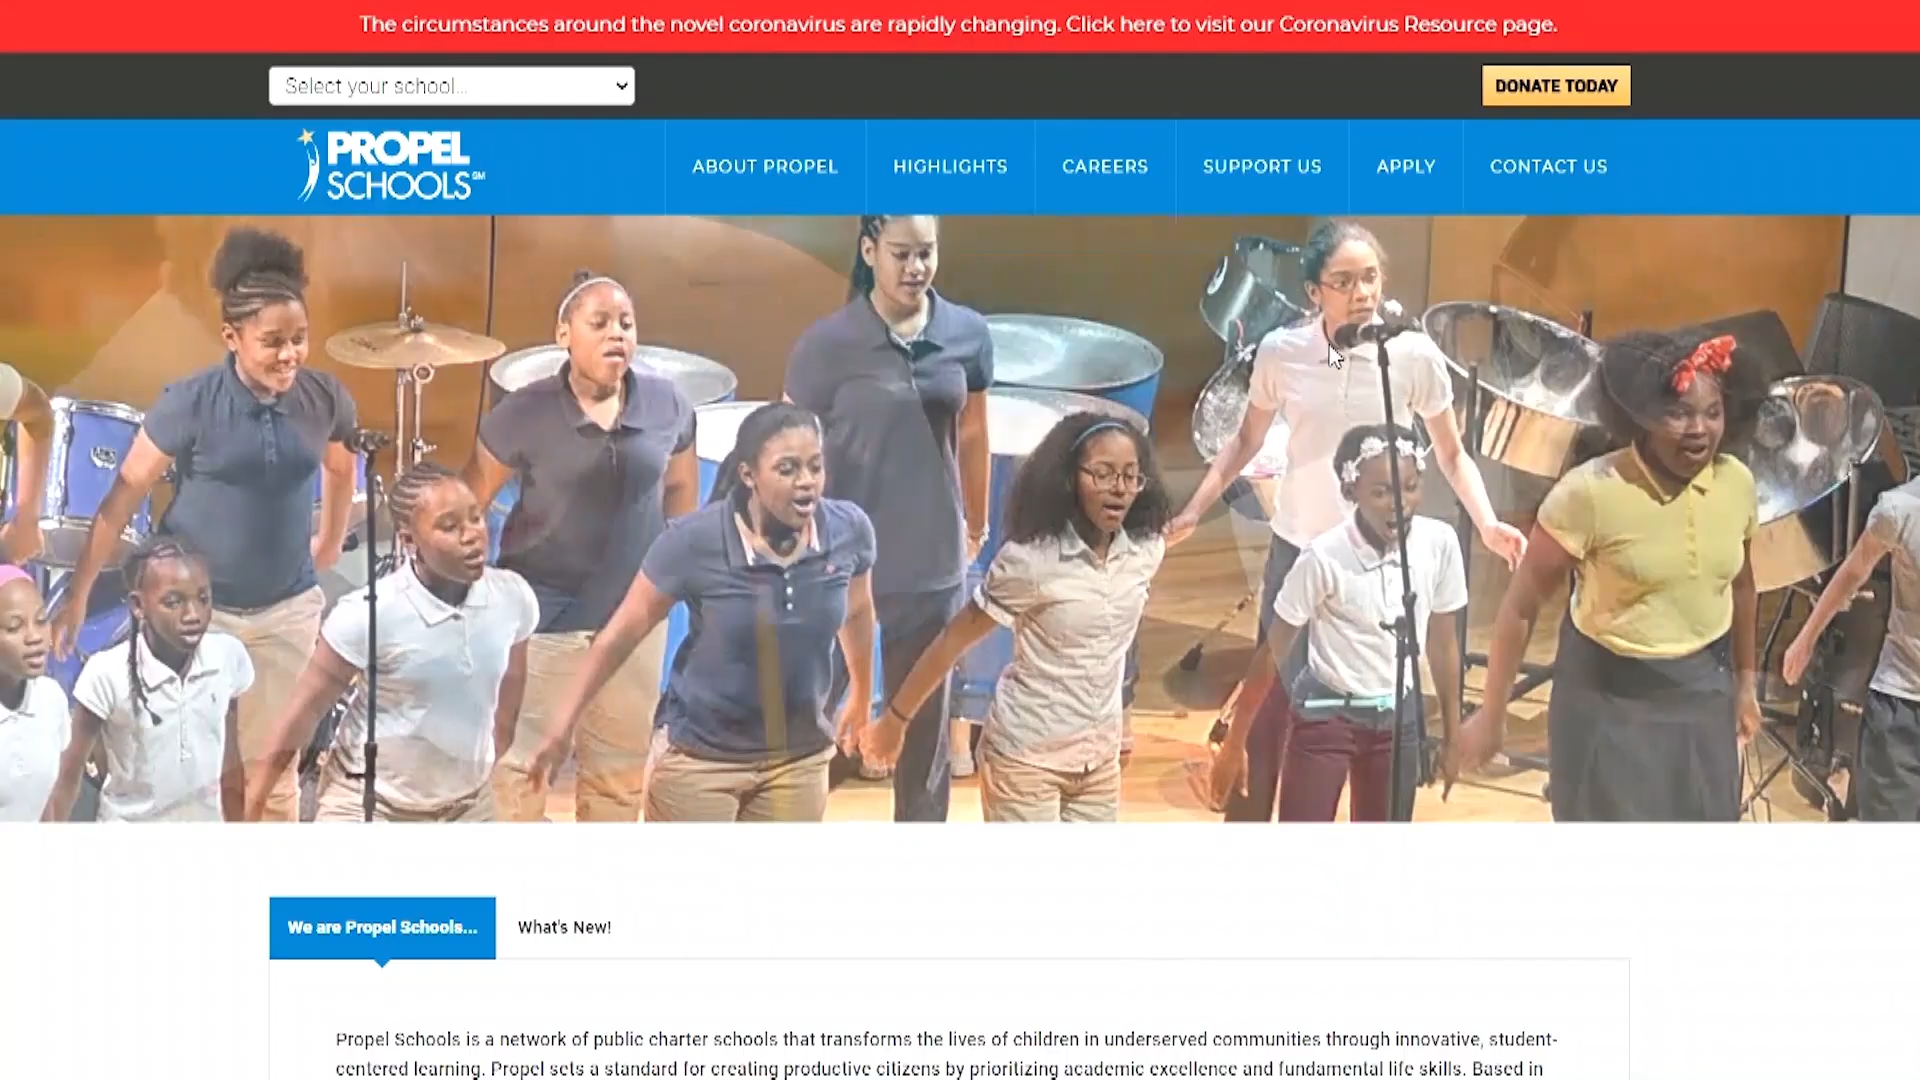 The circumstances around the novel coronavirus are rapidly changing. Click here to visit our Coronavirus Resource page.
Select your school...
DONATE TODAY
PROPEL
SCHOOLS SM
ABOUT PROPEL
HIGHLIGHTS
CAREERS
SUPPORT US
APPLY
CONTACT US
We are Propel Schools...
What's New!
Propel Schools is a network of public charter schools that transforms the lives of children in underserved communities through innovative, student-
centered learning. Propel sets a standard for creating productive citizens by prioritizing academic excellence and fundamental life skills. Based in